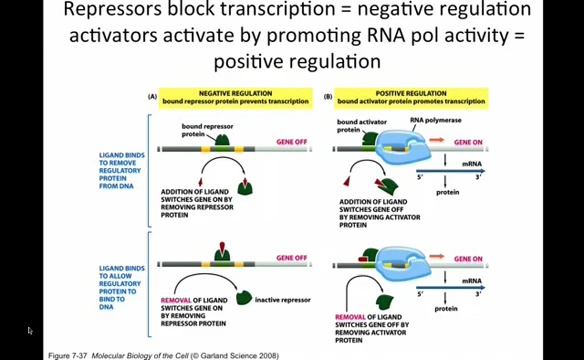 Repressors block transcription = negative regulation
activators activate by promoting RNA pol activity =
positive regulation
(A)
NEGATIVE REGULATION
bound repressor protein prevents transcription
bound repressor
protein
GENE OFF
LIGAND BINDS
TO REMOVE
REGULATORY
PROTEIN
FROM DNA
ADDITION OF LIGAND
SWITCHES GENE ON BY
REMOVING REPRESSOR
PROTEIN
(B)
POSITIVE REGULATION
bound activator protein promotes transcription
bound activator
protein
RNA polymerase
GENE ON
mRNA
5'
3'
protein
ADDITION OF LIGAND
SWITCHES GENE OFF
BY REMOVING ACTIVATOR
PROTEIN
LIGAND BINDS
TO ALLOW
REGULATORY
PROTEIN TO
BIND TO
DNA
GENE OFF
REMOVAL OF LIGAND
SWITCHES GENE ON
BY REMOVING
REPRESSOR PROTEIN
inactive repressor
GENE ON
mRNA
5'
3'
protein
REMOVAL OF LIGAND
SWITCHES GENE OFF BY
REMOVING ACTIVATOR
PROTEIN
Figure 7-37 Molecular Biology of the Cell (© Garland Science 2008)